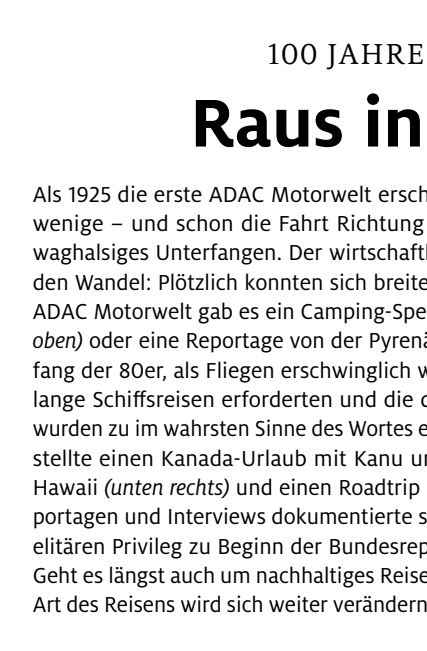 100 JAHRE
Raus in
Als 1925 die erste ADAC Motorwelt ersch
wenige – und schon die Fahrt Richtung
waghalsiges Unterfangen. Der wirtschaftl
den Wandel: Plötzlich konnten sich breite
ADAC Motorwelt gab es ein Camping-Spe
oben) oder eine Reportage von der Pyrenä
fang der 80er, als Fliegen erschwinglich w
lange Schiffsreisen erforderten und die d
wurden zu im wahrsten Sinne des Wortes e
stellte einen Kanada-Urlaub mit Kanu un
Hawaii (unten rechts) und einen Roadtrip
portagen und Interviews dokumentierte s
elitären Privileg zu Beginn der Bundesrep
Geht es längst auch um nachhaltiges Reise
Art des Reisens wird sich weiter verändern